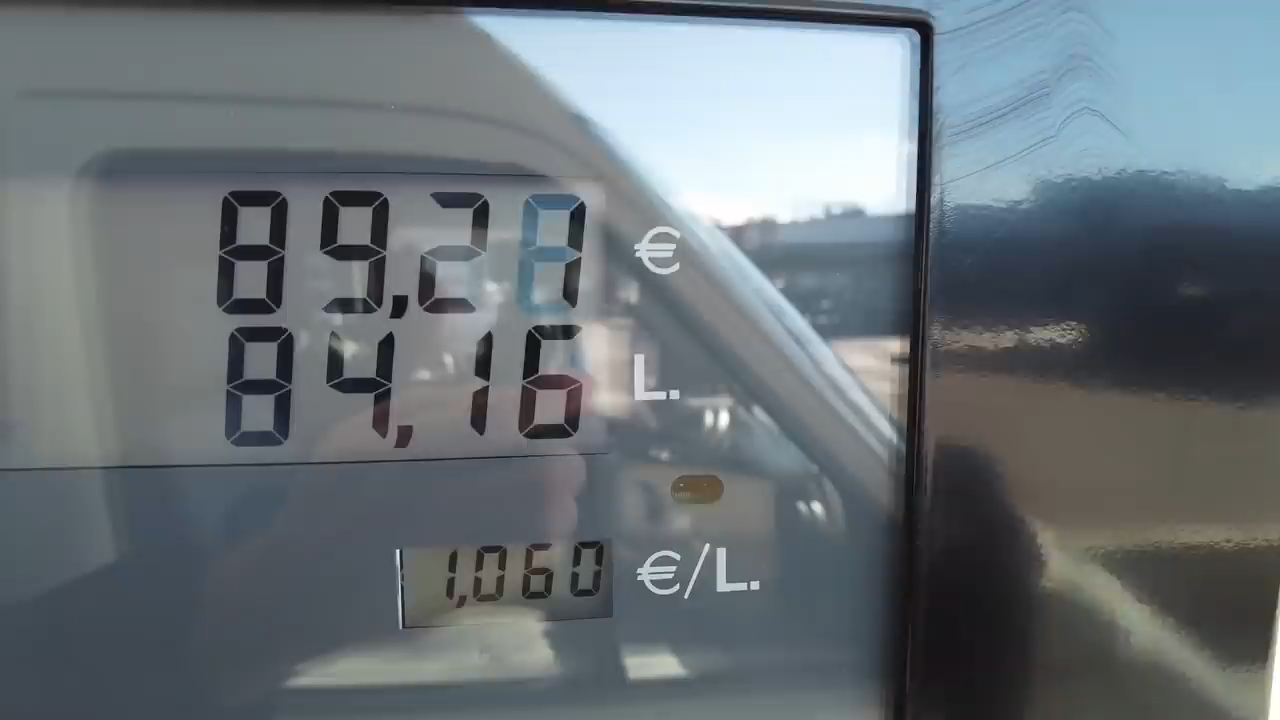 89,21 €
84,16 L.
1,060 €/L.